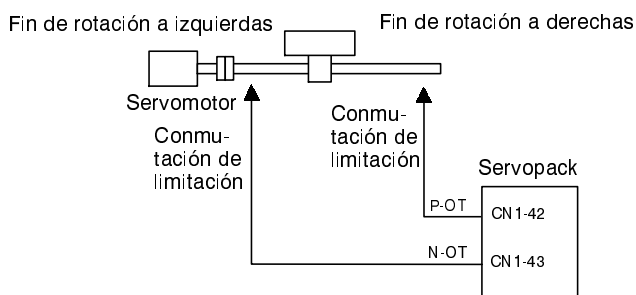 Fin de rotación a izquierdas
Fin de rotación a derechas
Servomotor
Conmu-
tación de
limitación
Conmu-
tación de
limitación
Servopack
P-OT
CN1-42
N-OT
CN1-43